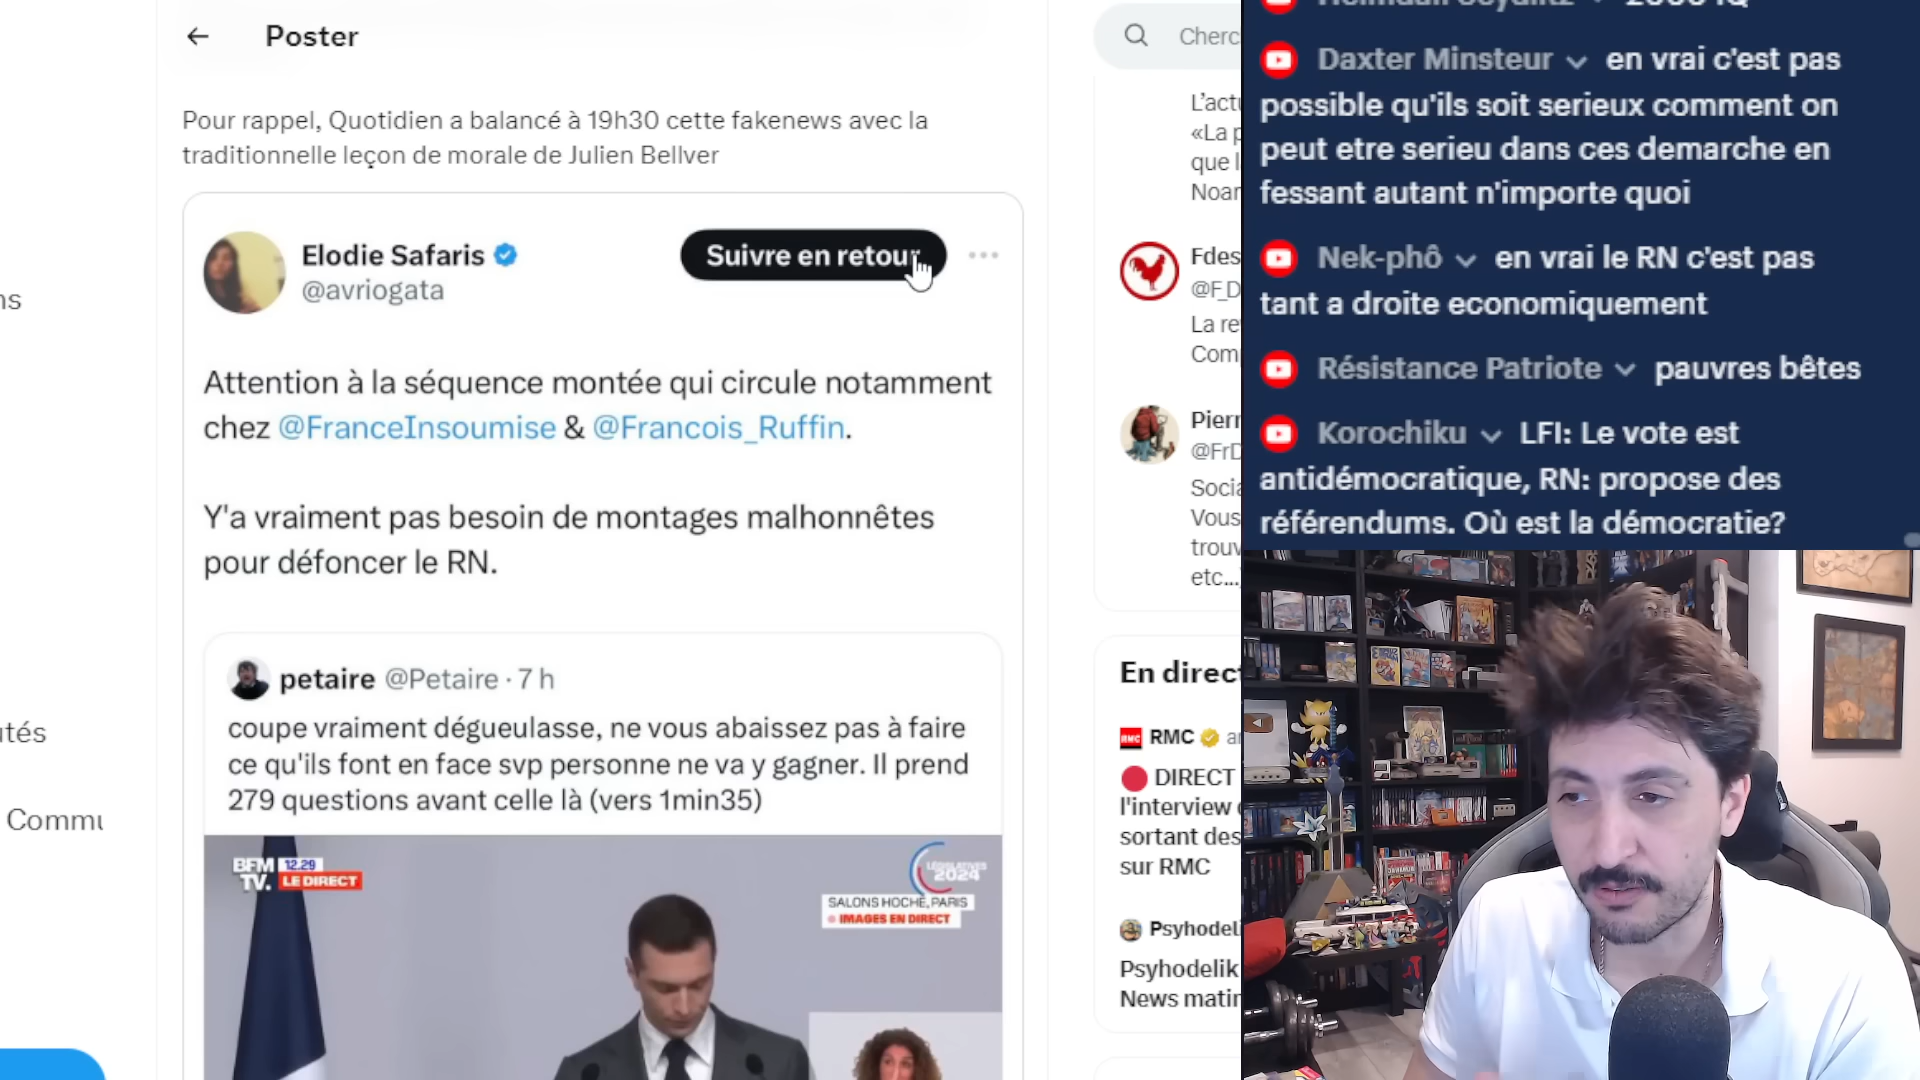 Poster
Pour rappel, Quotidien a balancé à 19h30 cette fakenews avec la
traditionnelle leçon de morale de Julien Bellver
Elodie Safaris
@avriogata
Suivre en retour
Attention à la séquence montée qui circule notamment
chez @FranceInsoumise & @Francois_Ruffin.
Y'a vraiment pas besoin de montages malhonnêtes
pour défoncer le RN.
petaire @Petaire · 7 h
coupe vraiment dégueulasse, ne vous abaissez pas à faire
ce qu'ils font en face svp personne ne va y gagner. Il prend
279 questions avant celle là (vers 1min35)
BFM
TV.
12.29
LE DIRECT
LÉGISLATIVES
2024
SALONS HOCHE, PARIS
IMAGES EN DIRECT
ns
utés
Commu
Cherc
L'actu
«La p
que l
Noar
Fdes
@F_D
La re
Com
Pierr
@FrD
Socia
Vous
trouv
etc...
En direct
RMC
RMC
DIRECT
l'interview
sortant des
sur RMC
Psyhodeli
Psyhodelik
News matin
Daxter Minsteur en vrai c'est pas
possible qu'ils soit serieux comment on
peut etre serieu dans ces demarche en
fessant autant n'importe quoi
Nek-phô en vrai le RN c'est pas
tant a droite economiquement
Résistance Patriote pauvres bêtes
Korochiku LFI: Le vote est
antidémocratique, RN: propose des
référendums. Où est la démocratie?